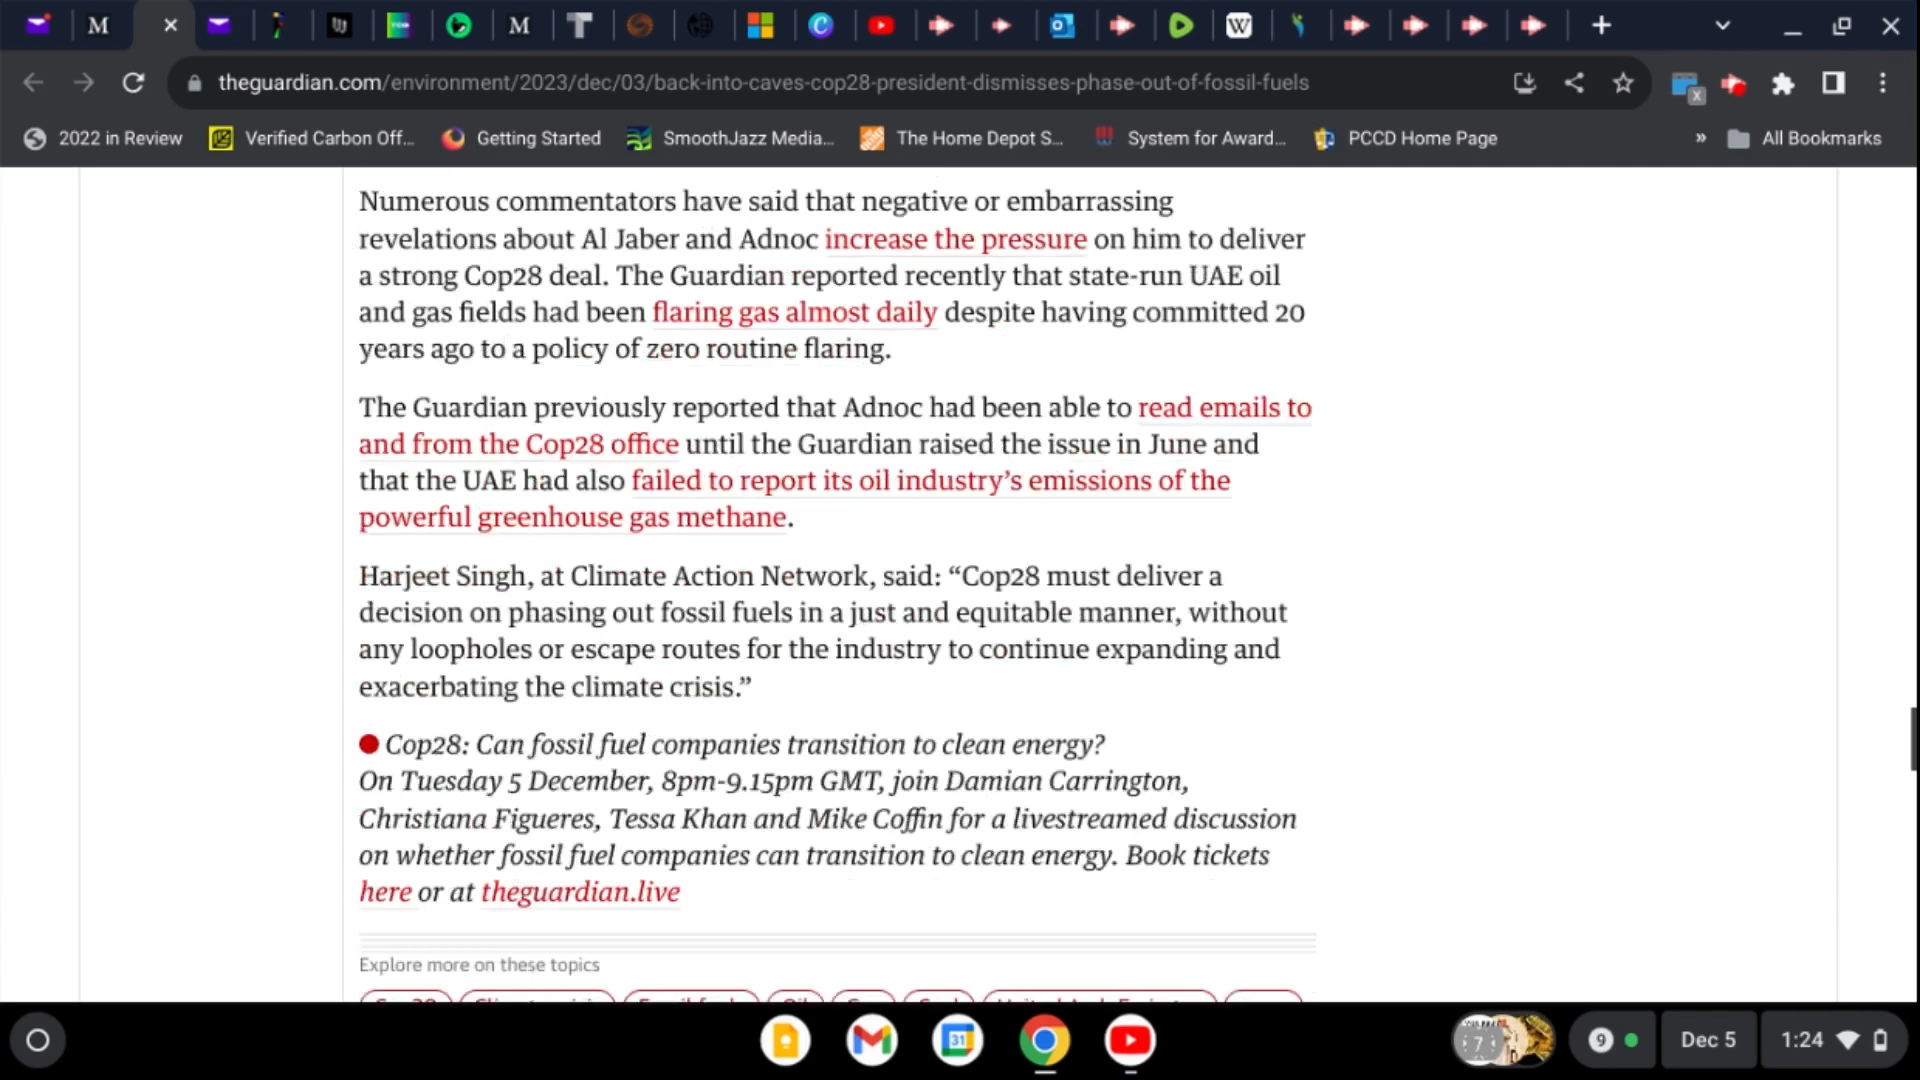 theguardian.com/environment/2023/dec/03/back-into-caves-cop28-president-dismisses-phase-out-of-fossil-fuels
2022 in Review Verified Carbon Off... Getting Started SmoothJazz Media... The Home Depot S... System for Award... PCCD Home Page » All Bookmarks
Numerous commentators have said that negative or embarrassing
revelations about Al Jaber and Adnoc increase the pressure on him to deliver
a strong Cop28 deal. The Guardian reported recently that state-run UAE oil
and gas fields had been flaring gas almost daily despite having committed 20
years ago to a policy of zero routine flaring.
The Guardian previously reported that Adnoc had been able to read emails to
and from the Cop28 office until the Guardian raised the issue in June and
that the UAE had also failed to report its oil industry’s emissions of the
powerful greenhouse gas methane.
Harjeet Singh, at Climate Action Network, said: “Cop28 must deliver a
decision on phasing out fossil fuels in a just and equitable manner, without
any loopholes or escape routes for the industry to continue expanding and
exacerbating the climate crisis.”
Cop28: Can fossil fuel companies transition to clean energy?
On Tuesday 5 December, 8pm-9.15pm GMT, join Damian Carrington,
Christiana Figueres, Tessa Khan and Mike Coffin for a livestreamed discussion
on whether fossil fuel companies can transition to clean energy. Book tickets
here or at theguardian.live
Explore more on these topics
31 7 9 Dec 5 1:24